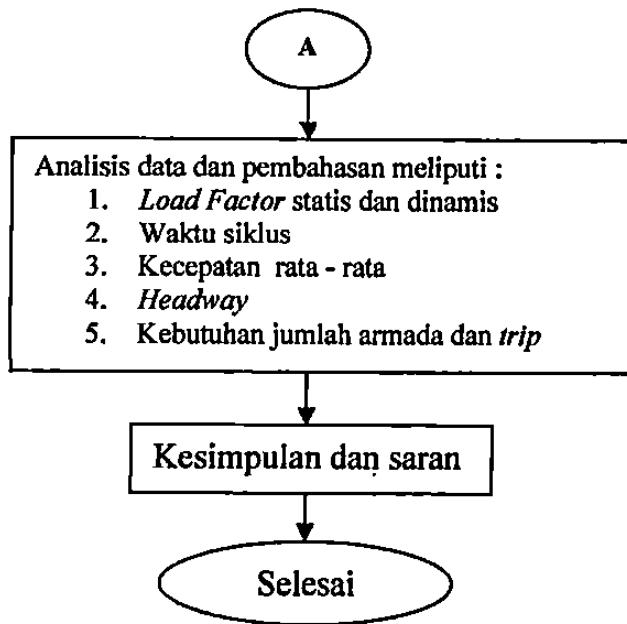 A
Analisis data dan pembahasan meliputi :
1. Load Factor statis dan dinamis
2. Waktu siklus
3. Kecepatan rata - rata
4. Headway
5. Kebutuhan jumlah armada dan trip
Kesimpulan dan saran
Selesai